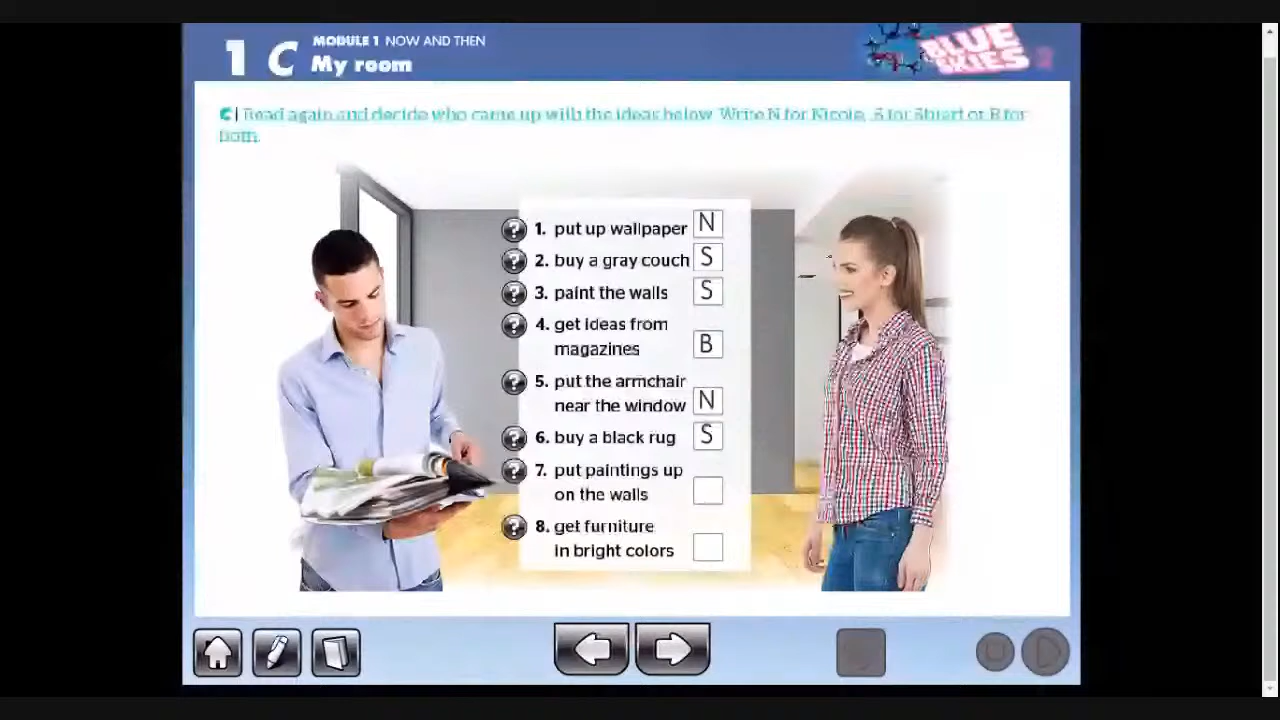 1 C MODULE 1 NOW AND THEN
My room
BLUE
SKIES 2
C | Read again and decide who came up with the ideas below. Write N for Nicole, S for Stuart or B for
both.
1. put up wallpaper N
2. buy a gray couch S
3. paint the walls S
4. get ideas from
magazines B
5. put the armchair
near the window N
6. buy a black rug S
7. put paintings up
on the walls
8. get furniture
in bright colors